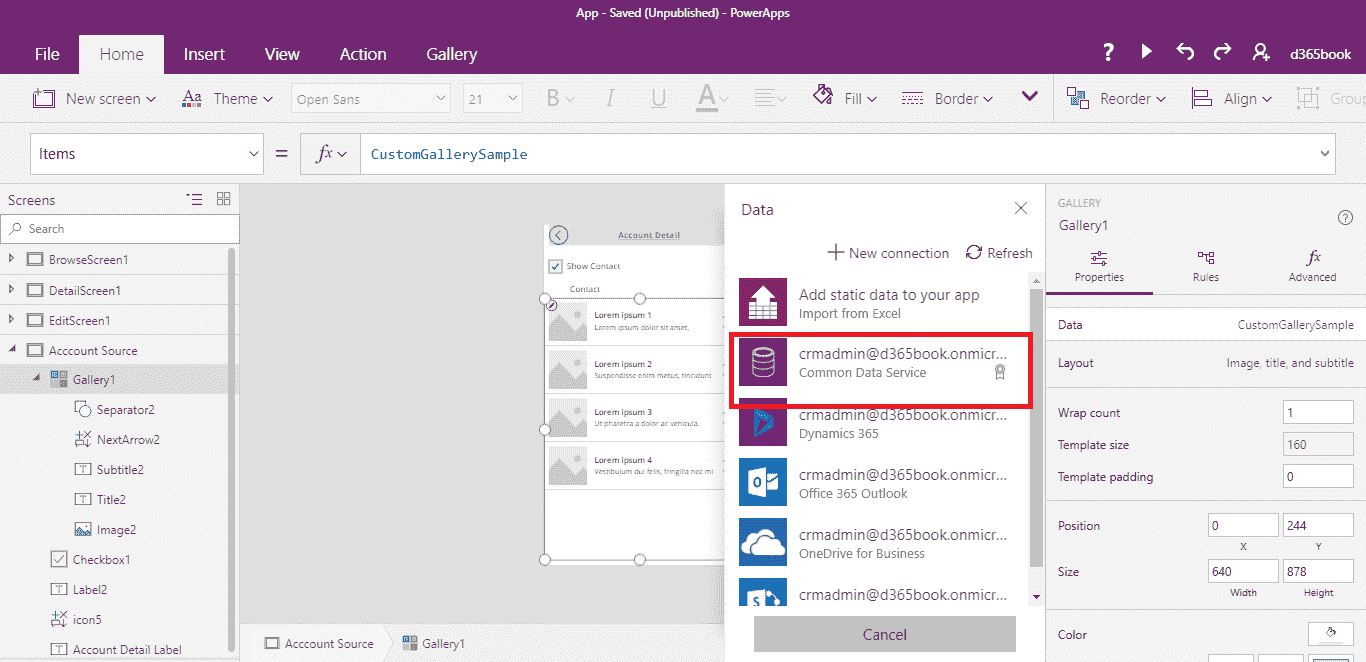 App - Saved (Unpublished) - PowerApps
File Home Insert View Action Gallery ? d365book
New screen Aa Theme Open Sans 21 B I U A Fill Border Reorder Align Group
Items = fx CustomGallerySample
Screens
Search
BrowseScreen1
DetailScreen1
EditScreen1
Acccount Source
Gallery1
Separator2
NextArrow2
Subtitle2
Title2
Image2
Checkbox1
Label2
icon5
Account Detail Label
Account Detail
Show Contact
Contact
Lorem ipsum 1
Lorem ipsum dolor sit amet,
Lorem ipsum 2
Suspendisse enim metus, tincidunt
Lorem ipsum 3
Ut pharetra a dolor ac vehicula.
Lorem ipsum 4
Vestibulum dui felis, fringilla nec mi
Acccount Source Gallery1
Data
New connection Refresh
Add static data to your app
Import from Excel
crmadmin@d365book.onmicr...
Common Data Service
crmadmin@d365book.onmicr...
Dynamics 365
crmadmin@d365book.onmicr...
Office 365 Outlook
crmadmin@d365book.onmicr...
OneDrive for Business
crmadmin@d365book.onmicr...
Cancel
GALLERY
Gallery1
?
Properties Rules fx Advanced
Data CustomGallerySample
Layout Image, title, and subtitle
Wrap count 1
Template size 160
Template padding 0
Position 0 244
X Y
Size 640 878
Width Height
Color